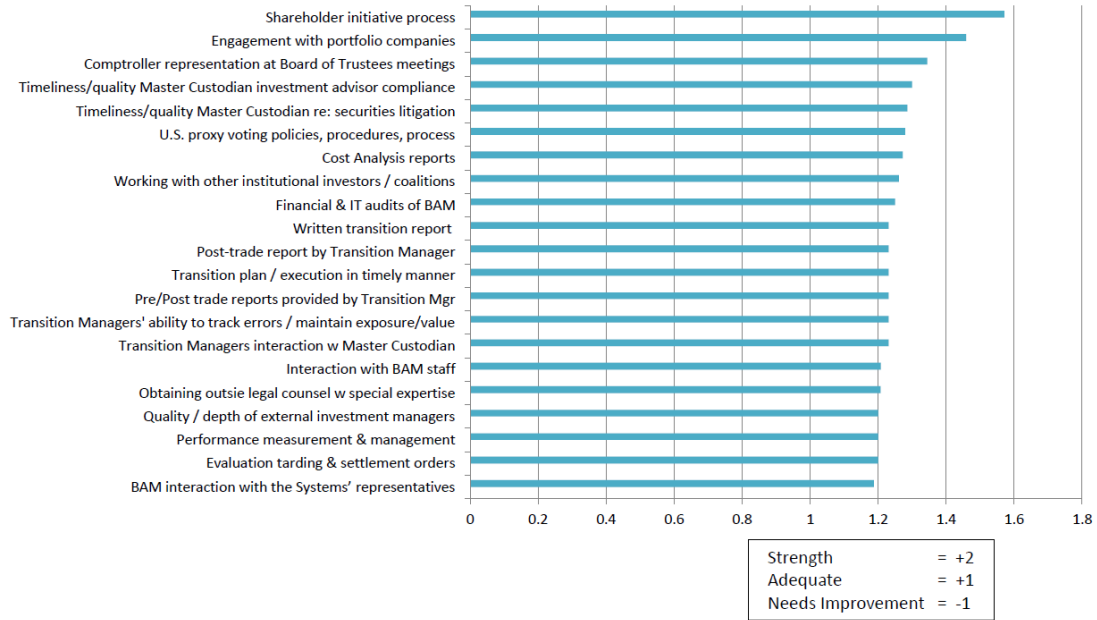 Shareholder initiative process
Engagement with portfolio companies
Comptroller representation at Board of Trustees meetings
Timeliness/quality Master Custodian investment advisor compliance
Timeliness/quality Master Custodian re: securities litigation
U.S. proxy voting policies, procedures, process
Cost Analysis reports
Working with other institutional investors / coalitions
Financial & IT audits of BAM
Written transition report
Post-trade report by Transition Manager
Transition plan / execution in timely manner
Pre/Post trade reports provided by Transition Mgr
Transition Managers' ability to track errors / maintain exposure/value
Transition Managers interaction w Master Custodian
Interaction with BAM staff
Obtaining outsie legal counsel w special expertise
Quality / depth of external investment managers
Performance measurement & management
Evaluation tarding & settlement orders
BAM interaction with the Systems’ representatives
0 0.2 0.4 0.6 0.8 1 1.2 1.4 1.6 1.8
Strength = +2
Adequate = +1
Needs Improvement = -1